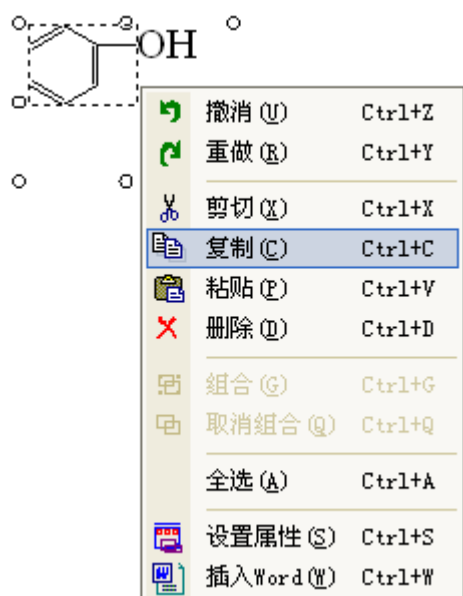 OH
撤消(U) Ctrl+Z
重做(R) Ctrl+Y
剪切(X) Ctrl+X
复制(C) Ctrl+C
粘贴(P) Ctrl+V
删除(D) Ctrl+D
组合(G) Ctrl+G
取消组合(Q) Ctrl+Q
全选(A) Ctrl+A
设置属性(S) Ctrl+S
插入Word(W) Ctrl+W